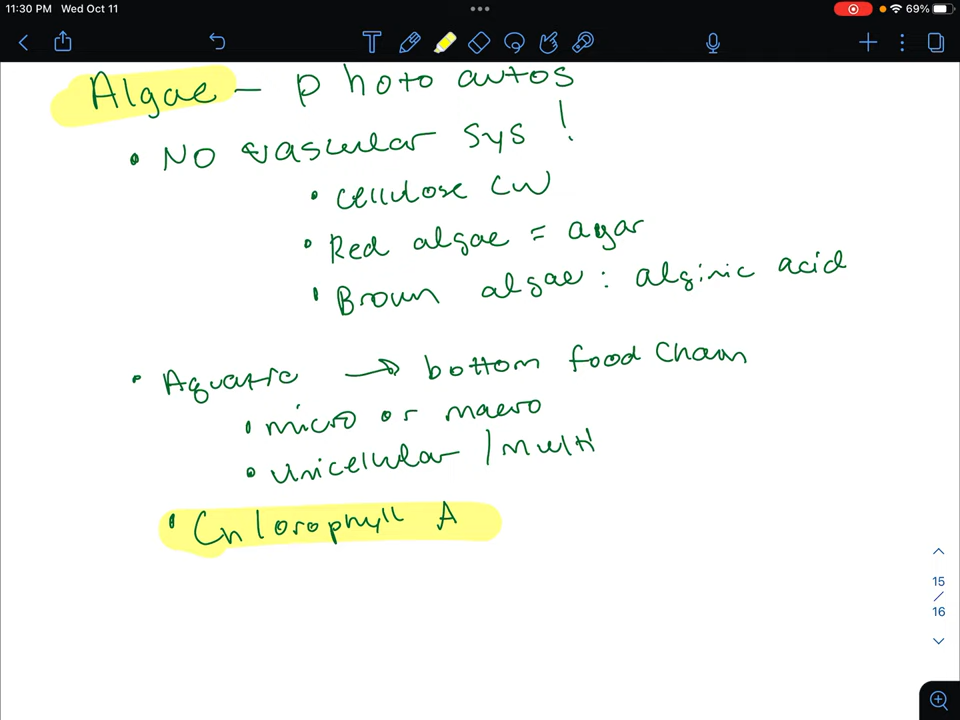 11:30 PM Wed Oct 11
69%
Algae - photo autos
• No vascular sys !
• cellulose CW
• Red algae = agar
• Brown algae : alginic acid
• Aquatic → bottom food chain
• micro or macro
• unicellular / multi
• Chlorophyll A
15
/
16